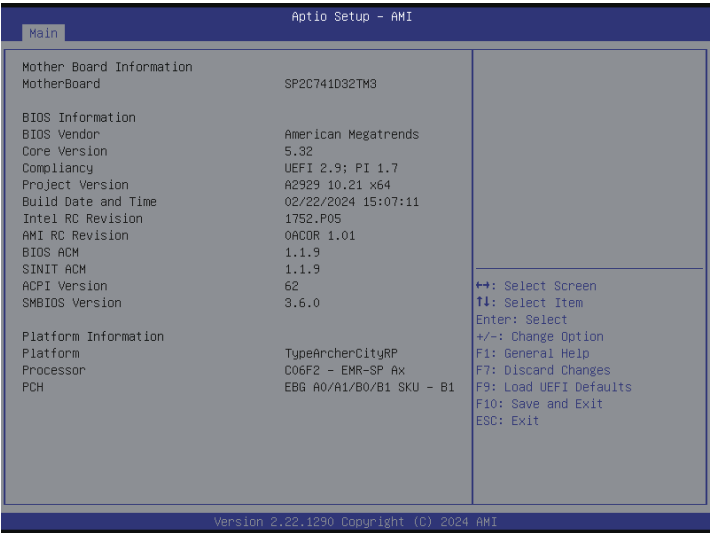 Aptio Setup – AMI
Main
Mother Board Information
MotherBoard SP2C741D32TM3
BIOS Information
BIOS Vendor American Megatrends
Core Version 5.32
Compliancy UEFI 2.9; PI 1.7
Project Version A2929 10.21 x64
Build Date and Time 02/22/2024 15:07:11
Intel RC Revision 1752.P05
AMI RC Revision 0ACOR 1.01
BIOS ACM 1.1.9
SINIT ACM 1.1.9
ACPI Version 62
SMBIOS Version 3.6.0
Platform Information
Platform TypeArcherCityRP
Processor C06F2 - EMR-SP Ax
PCH EBG A0/A1/B0/B1 SKU - B1
↔: Select Screen
↑↓: Select Item
Enter: Select
+/-: Change Option
F1: General Help
F7: Discard Changes
F9: Load UEFI Defaults
F10: Save and Exit
ESC: Exit
Version 2.22.1290 Copyright (C) 2024 AMI